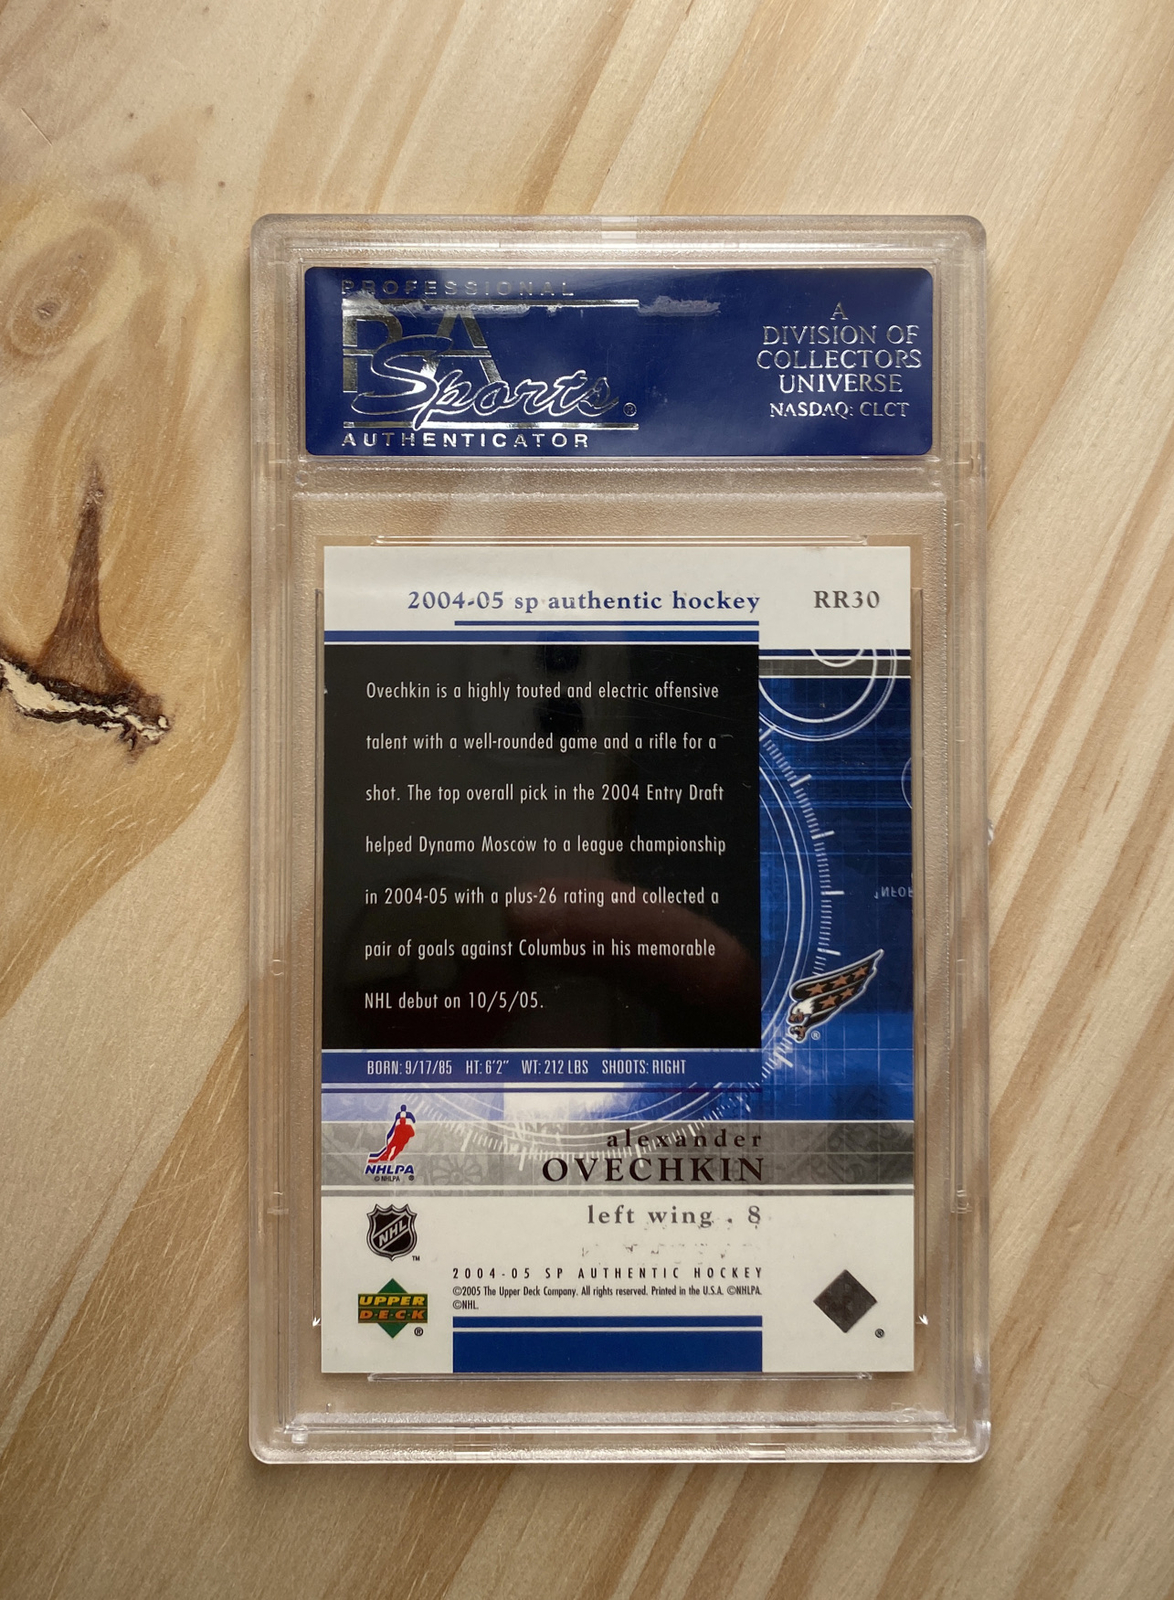 PROFESSIONAL
PSA
Sports®
AUTHENTICATOR
A
DIVISION OF
COLLECTORS
UNIVERSE
NASDAQ: CLCT
2004-05 sp authentic hockey
RR30
Ovechkin is a highly touted and electric offensive
talent with a well-rounded game and a rifle for a
shot. The top overall pick in the 2004 Entry Draft
helped Dynamo Moscow to a league championship
in 2004-05 with a plus-26 rating and collected a
pair of goals against Columbus in his memorable
NHL debut on 10/5/05.
BORN: 9/17/85 HT: 6'2" WT: 212 LBS SHOOTS: RIGHT
NHLPA
©NHLPA ®
alexander
OVECHKIN
NHL
™
left wing . 8
2004-05 SP AUTHENTIC HOCKEY
©2005 The Upper Deck Company. All rights reserved. Printed in the U.S.A. ©NHLPA.
©NHL.
UPPER
DECK
®
®